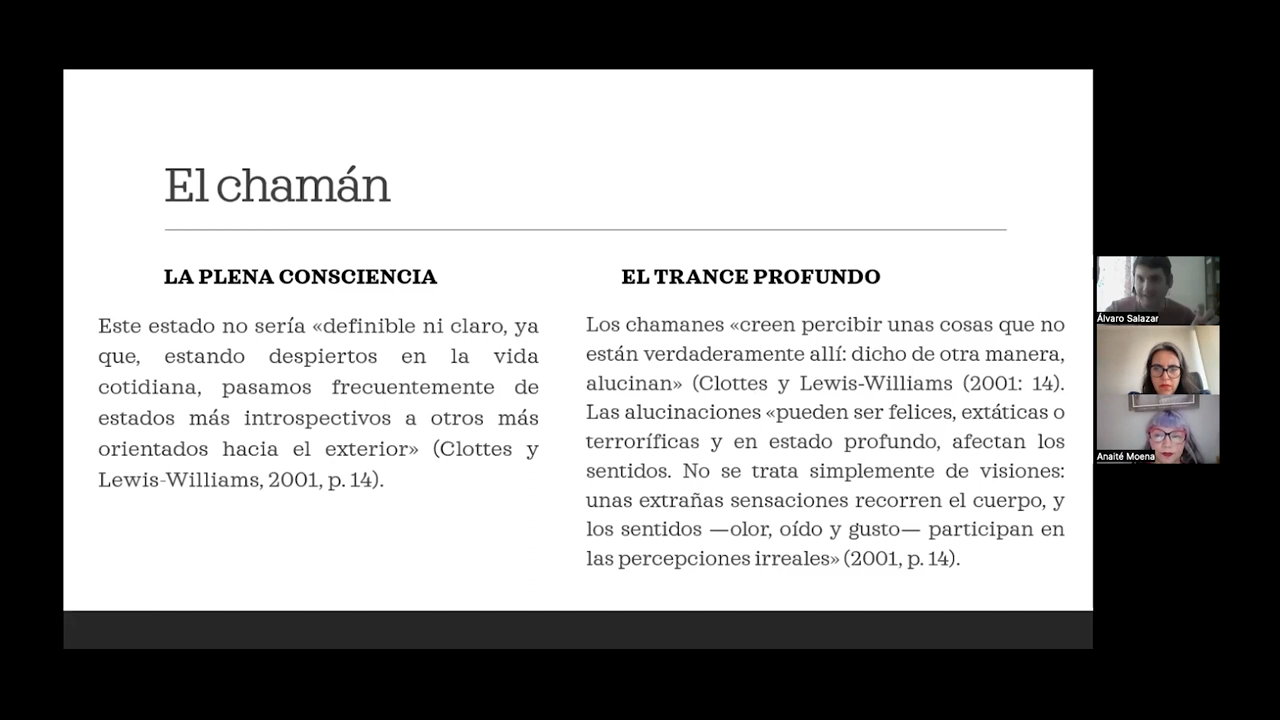 El chamán
LA PLENA CONSCIENCIA
Este estado no sería «definible ni claro, ya
que, estando despiertos en la vida
cotidiana, pasamos frecuentemente de
estados más introspectivos a otros más
orientados hacia el exterior» (Clottes y
Lewis-Williams, 2001, p. 14).
EL TRANCE PROFUNDO
Los chamanes «creen percibir unas cosas que no
están verdaderamente allí: dicho de otra manera,
alucinan» (Clottes y Lewis-Williams (2001: 14).
Las alucinaciones «pueden ser felices, extáticas o
terroríficas y en estado profundo, afectan los
sentidos. No se trata simplemente de visiones:
unas extrañas sensaciones recorren el cuerpo, y
los sentidos —olor, oído y gusto— participan en
las percepciones irreales» (2001, p. 14).
Álvaro Salazar
Anaité Moena